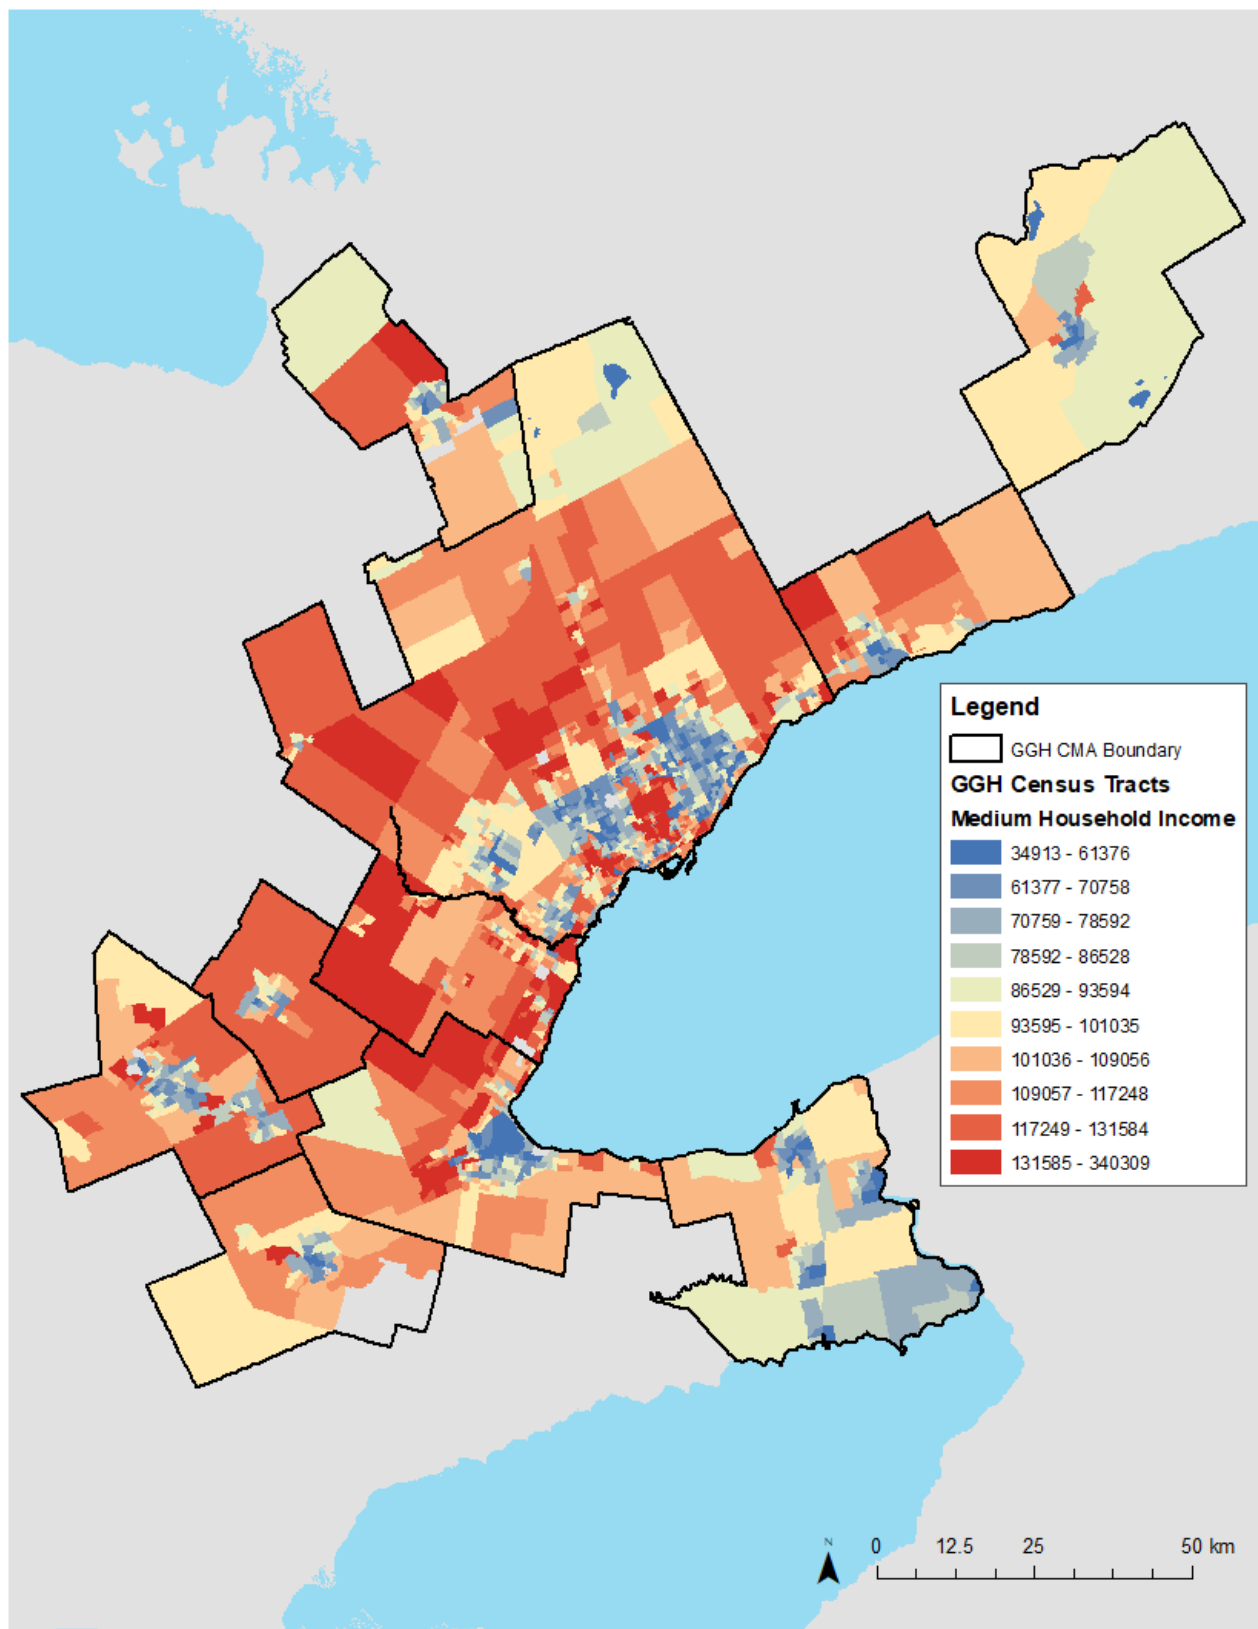 Legend
GGH CMA Boundary
GGH Census Tracts
Medium Household Income
34913 - 61376
61377 - 70758
70759 - 78592
78592 - 86528
86529 - 93594
93595 - 101035
101036 - 109056
109057 - 117248
117249 - 131584
131585 - 340309
N
0 12.5 25 50 km